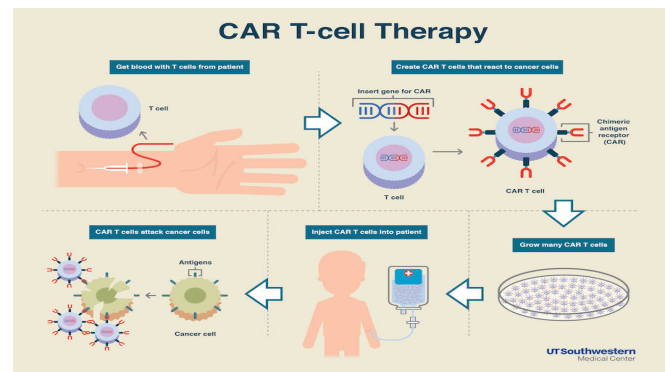 CAR T-cell Therapy
Get blood with T cells from patient
T cell
Create CAR T cells that react to cancer cells
Insert gene for CAR
T cell
CAR T cell
Chimeric
antigen
receptor
(CAR)
Grow many CAR T cells
Inject CAR T cells into patient
CAR T cells attack cancer cells
Antigens
Cancer cell
UTSouthwestern
Medical Center